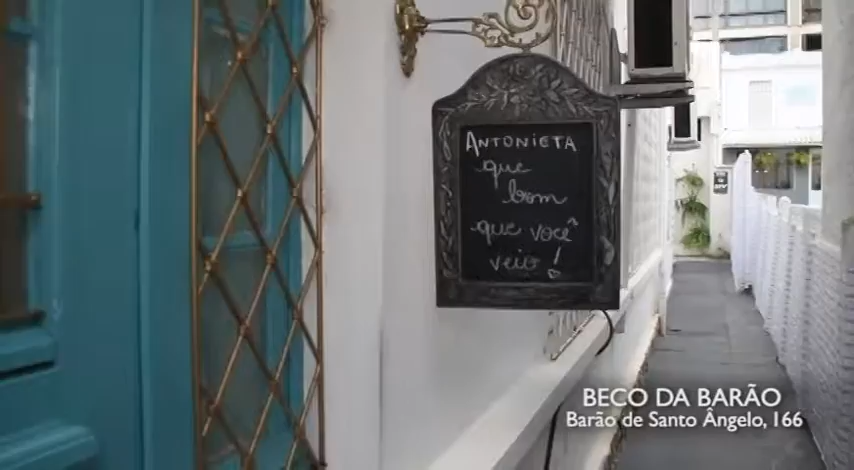 ANTONIETA
que
bom
que você
veio!
BECO DA BARÃO
Barão de Santo Ângelo, 166